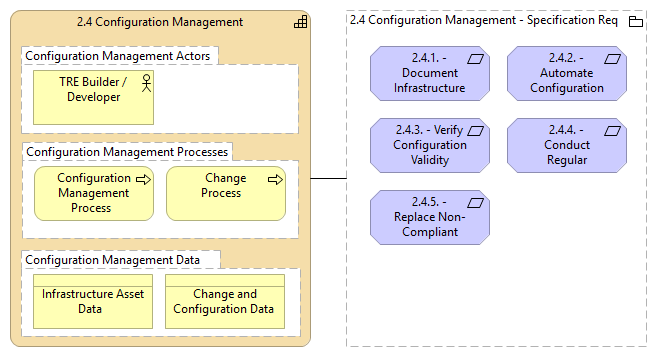 2.4 Configuration Management
Configuration Management Actors
TRE Builder /
Developer
Configuration Management Processes
Configuration
Management
Process
Change
Process
Configuration Management Data
Infrastructure Asset
Data
Change and
Configuration Data
2.4 Configuration Management - Specification Req
2.4.1. -
Document
Infrastructure
2.4.2. -
Automate
Configuration
2.4.3. - Verify
Configuration
Validity
2.4.4. -
Conduct
Regular
2.4.5. -
Replace Non-
Compliant